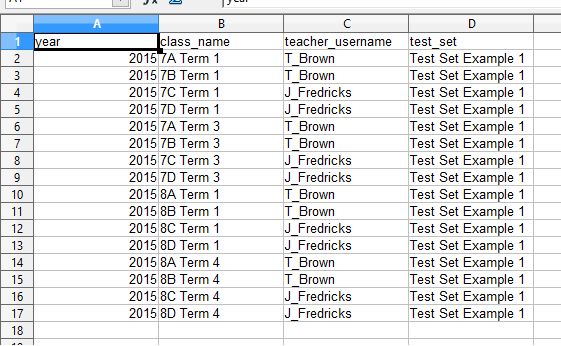 A B C D
1 year class_name teacher_username test_set
2 2015 7A Term 1 T_Brown Test Set Example 1
3 2015 7B Term 1 T_Brown Test Set Example 1
4 2015 7C Term 1 J_Fredricks Test Set Example 1
5 2015 7D Term 1 J_Fredricks Test Set Example 1
6 2015 7A Term 3 T_Brown Test Set Example 1
7 2015 7B Term 3 T_Brown Test Set Example 1
8 2015 7C Term 3 J_Fredricks Test Set Example 1
9 2015 7D Term 3 J_Fredricks Test Set Example 1
10 2015 8A Term 1 T_Brown Test Set Example 1
11 2015 8B Term 1 T_Brown Test Set Example 1
12 2015 8C Term 1 J_Fredricks Test Set Example 1
13 2015 8D Term 1 J_Fredricks Test Set Example 1
14 2015 8A Term 4 T_Brown Test Set Example 1
15 2015 8B Term 4 T_Brown Test Set Example 1
16 2015 8C Term 4 J_Fredricks Test Set Example 1
17 2015 8D Term 4 J_Fredricks Test Set Example 1
18